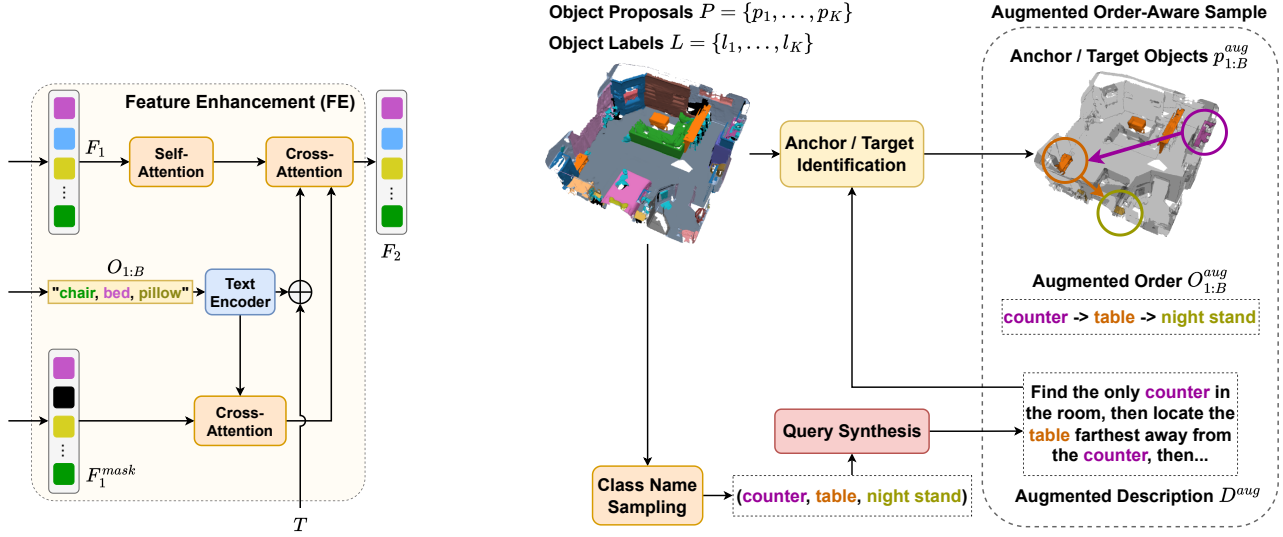 Feature Enhancement (FE)
F_1
Self-
Attention
Cross-
Attention
F_2
O_{1:B}
"chair, bed, pillow"
Text
Encoder
Cross-
Attention
F_1^{mask}
T
Object Proposals P = {p_1, . . . , p_K}
Object Labels L = {l_1, . . . , l_K}
Anchor / Target
Identification
Query Synthesis
Class Name
Sampling
(counter, table, night stand)
Augmented Order-Aware Sample
Anchor / Target Objects p_{1:B}^{aug}
Augmented Order O_{1:B}^{aug}
counter -> table -> night stand
Find the only counter in
the room, then locate the
table farthest away from
the counter, then...
Augmented Description D^{aug}